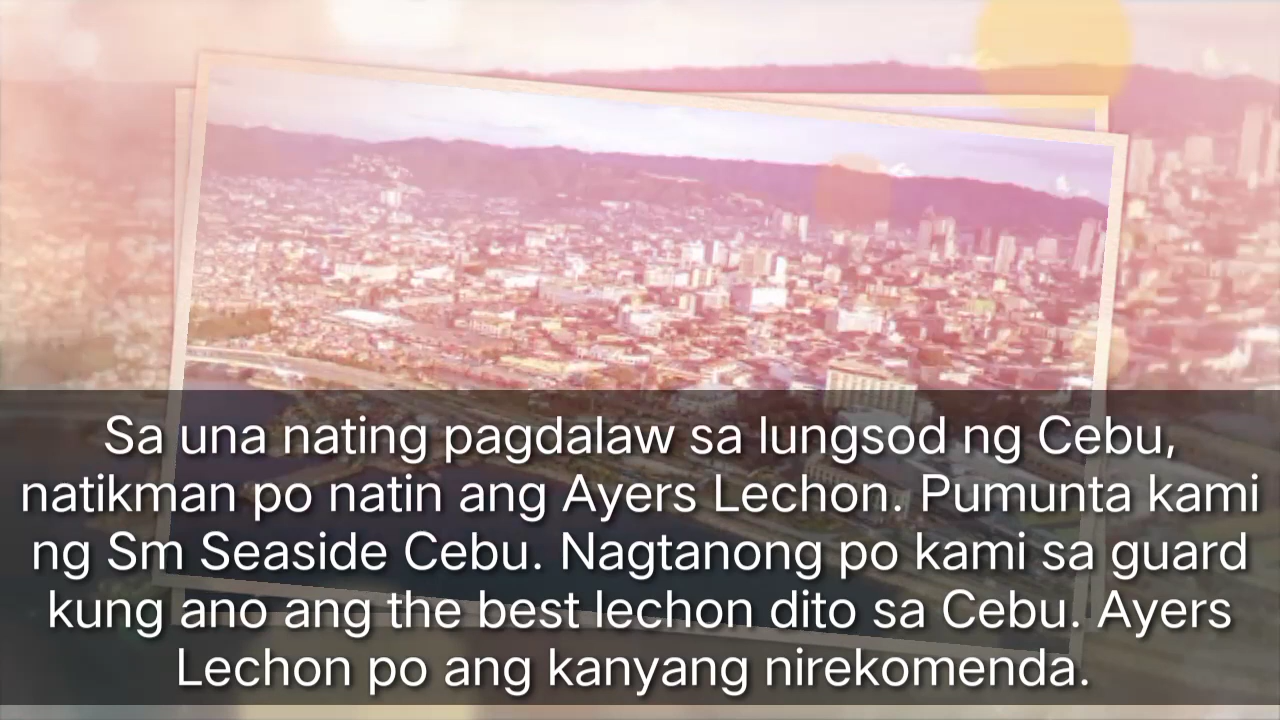 Sa una nating pagdalaw sa lungsod ng Cebu,
natikman po natin ang Ayers Lechon. Pumunta kami
ng Sm Seaside Cebu. Nagtanong po kami sa guard
kung ano ang the best lechon dito sa Cebu. Ayers
Lechon po ang kanyang nirekomenda.